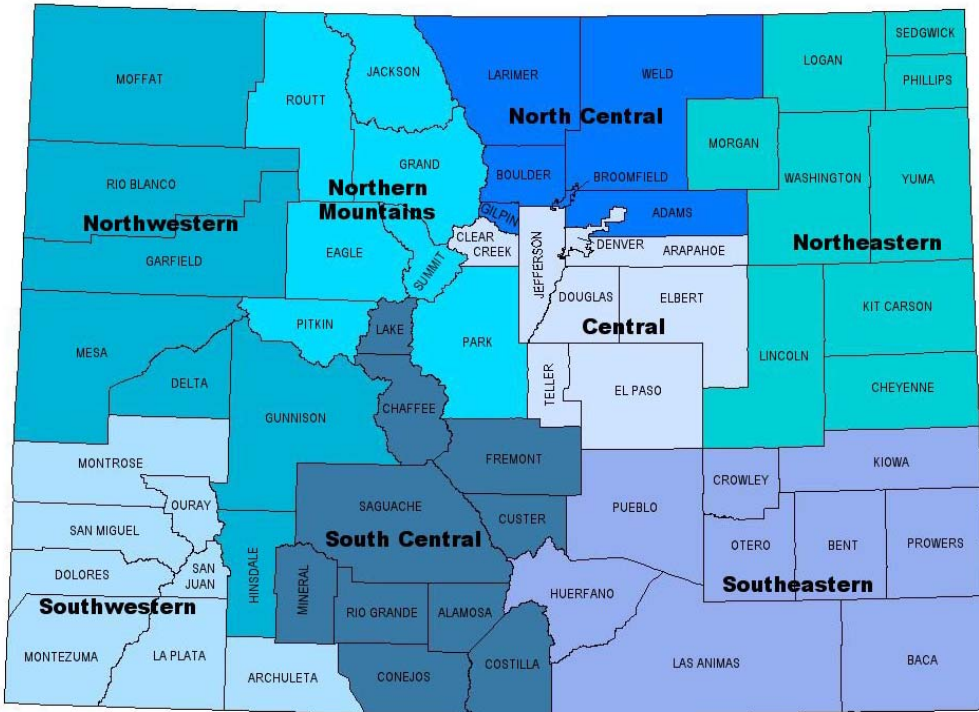 SEDGWICK
LOGAN
JACKSON
LARIMER
WELD
MOFFAT
PHILLIPS
ROUTT
North Central
MORGAN
GRAND
BOULDER
BROOMFIELD
WASHINGTON
YUMA
RIO BLANCO
Northern
Mountains
Northwestern
GILPIN
ADAMS
CLEAR
CREEK
DENVER
ARAPAHOE
Northeastern
EAGLE
SUMMIT
JEFFERSON
GARFIELD
DOUGLAS
ELBERT
KIT CARSON
PITKIN
LAKE
Central
MESA
PARK
LINCOLN
DELTA
TELLER
EL PASO
CHEYENNE
GUNNISON
CHAFFEE
MONTROSE
FREMONT
KIOWA
CROWLEY
OURAY
SAGUACHE
PUEBLO
CUSTER
SAN MIGUEL
South Central
OTERO
BENT
PROWERS
DOLORES
SAN
JUAN
HINSDALE
MINERAL
Southeastern
HUERFANO
Southwestern
RIO GRANDE
ALAMOSA
MONTEZUMA
LA PLATA
ARCHULETA
CONEJOS
COSTILLA
LAS ANIMAS
BACA